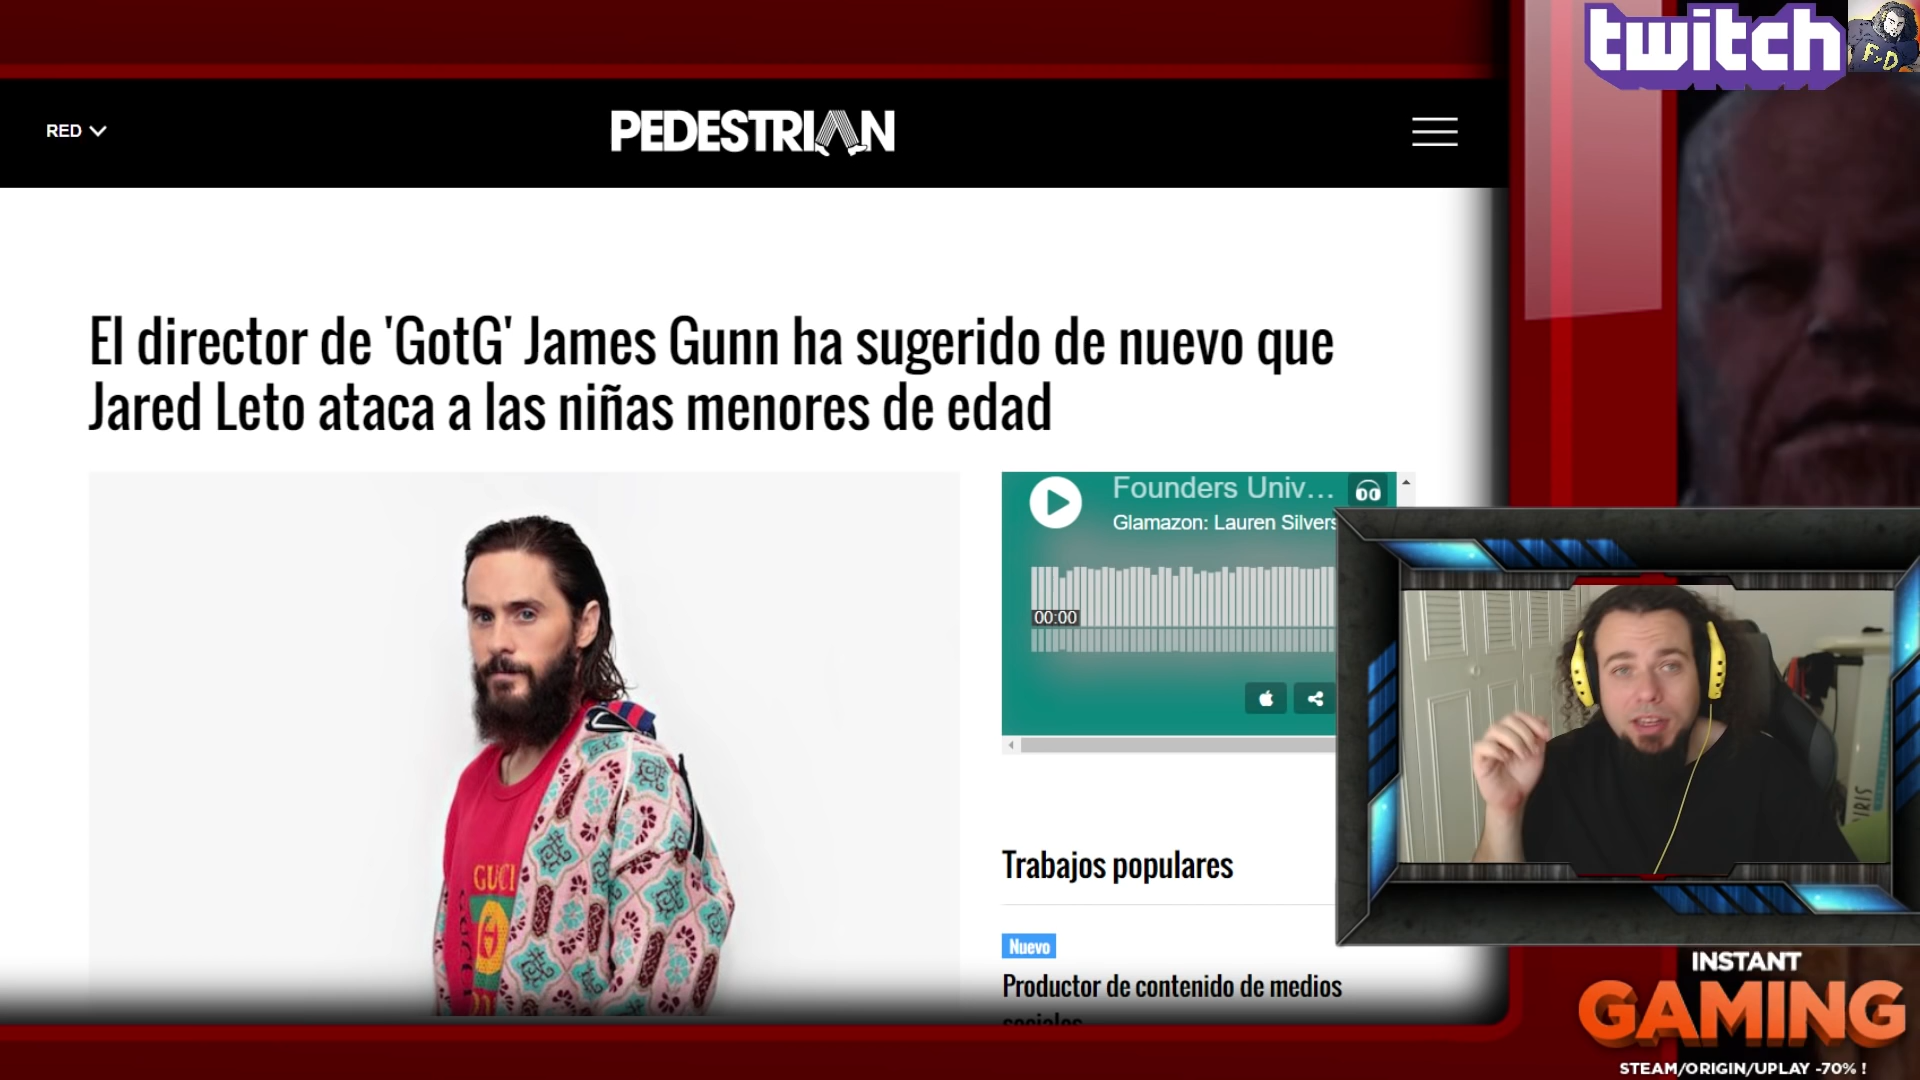 twitch
F,D
RED
PEDESTRIAN
El director de 'GotG' James Gunn ha sugerido de nuevo que
Jared Leto ataca a las niñas menores de edad
Founders Univ...
Glamazon: Lauren Silvers
00:00
GUCCI
Trabajos populares
Nuevo
Productor de contenido de medios
sociales
INSTANT
GAMING
STEAM/ORIGIN/UPLAY -70% !